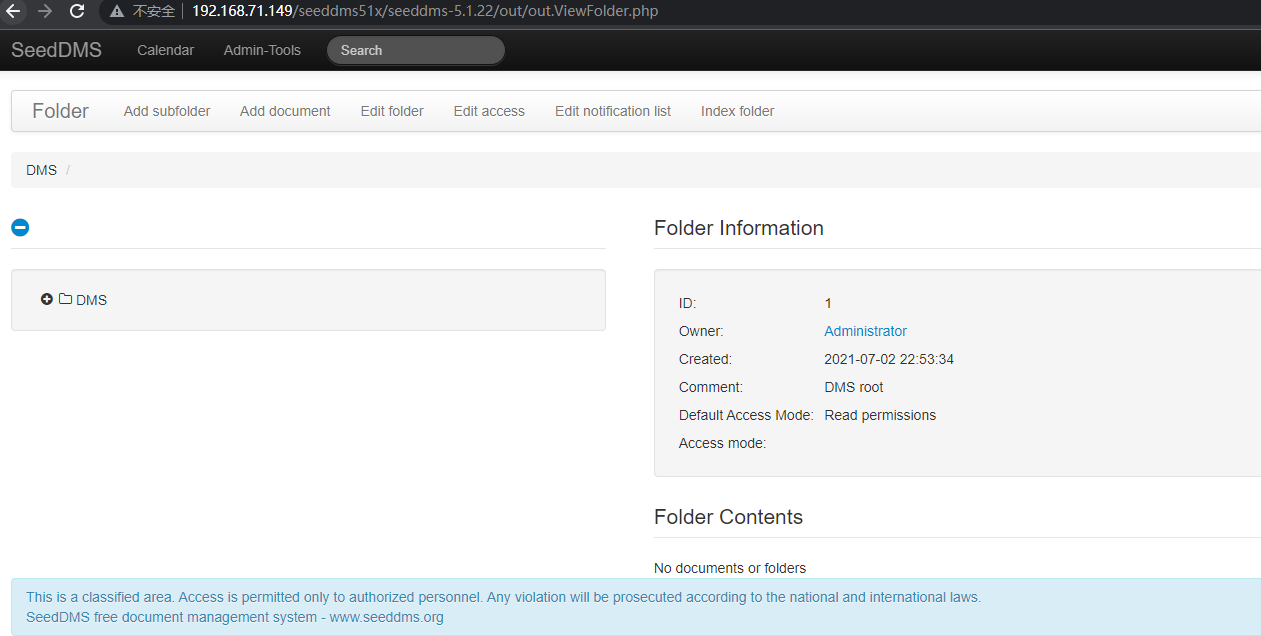 不安全 192.168.71.149/seeddms51x/seeddms-5.1.22/out/out.ViewFolder.php
SeedDMS Calendar Admin-Tools Search
Folder Add subfolder Add document Edit folder Edit access Edit notification list Index folder
DMS /
DMS
Folder Information
ID: 1
Owner: Administrator
Created: 2021-07-02 22:53:34
Comment: DMS root
Default Access Mode: Read permissions
Access mode:
Folder Contents
No documents or folders
This is a classified area. Access is permitted only to authorized personnel. Any violation will be prosecuted according to the national and international laws.
SeedDMS free document management system - www.seeddms.org